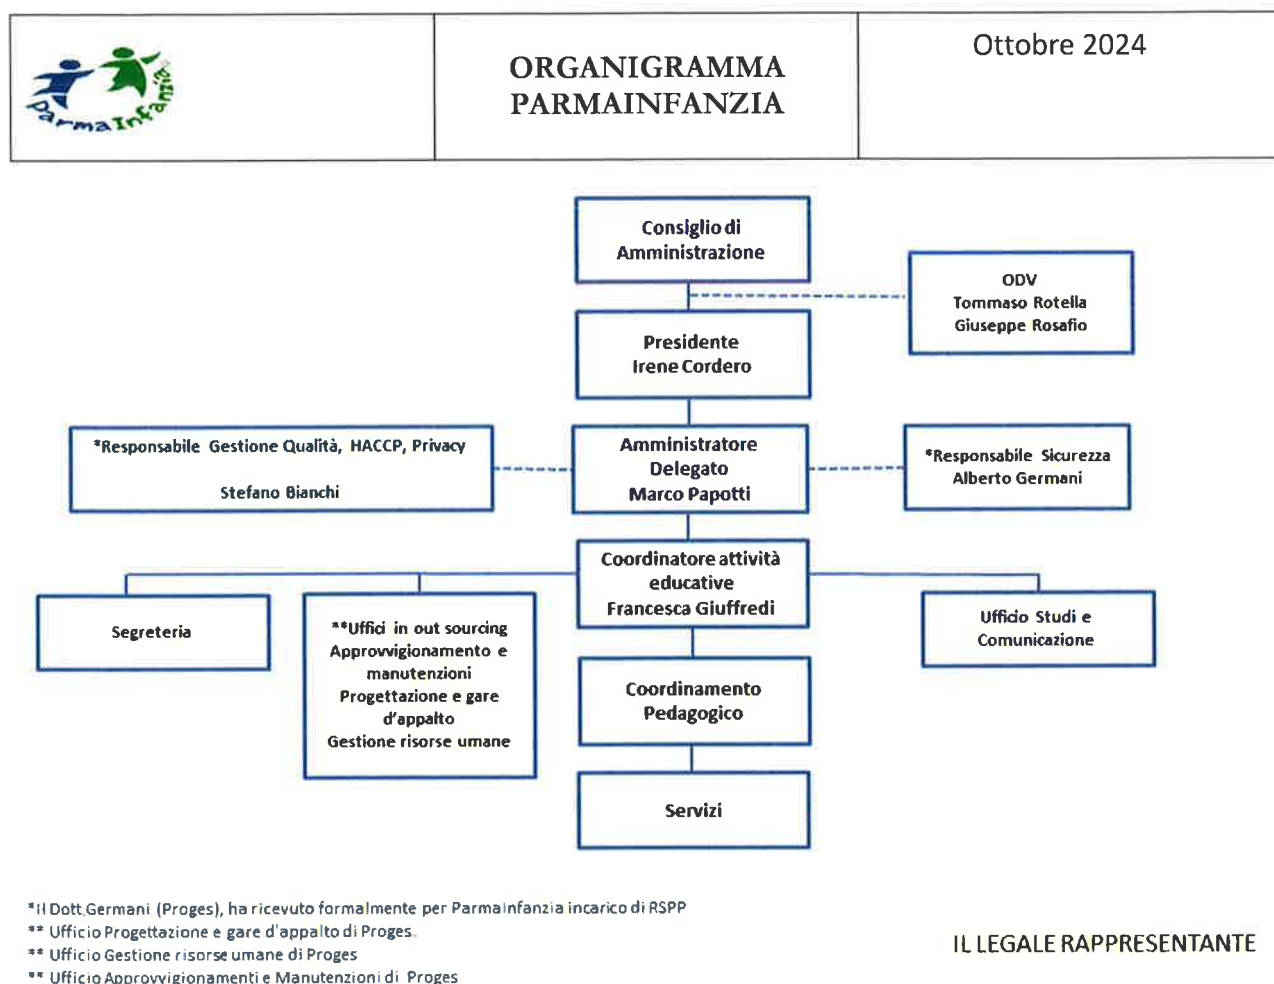 ParmaInfanzia
ORGANIGRAMMA
PARMAINFANZIA
Ottobre 2024
Consiglio di
Amministrazione
ODV
Tommaso Rotella
Giuseppe Rosafio
Presidente
Irene Cordero
*Responsabile Gestione Qualità, HACCP, Privacy
Stefano Bianchi
Amministratore
Delegato
Marco Papotti
*Responsabile Sicurezza
Alberto Germani
Coordinatore attività
educative
Francesca Giuffredi
Segreteria
**Uffici in out sourcing
Approvvigionamento e
manutenzioni
Progettazione e gare
d'appalto
Gestione risorse umane
Ufficio Studi e
Comunicazione
Coordinamento
Pedagogico
Servizi
*Il Dott.Germani (Proges), ha ricevuto formalmente per ParmaInfanzia incarico di RSPP
** Ufficio Progettazione e gare d'appalto di Proges.
** Ufficio Gestione risorse umane di Proges
** Ufficio Approvvigionamenti e Manutenzioni di Proges
IL LEGALE RAPPRESENTANTE